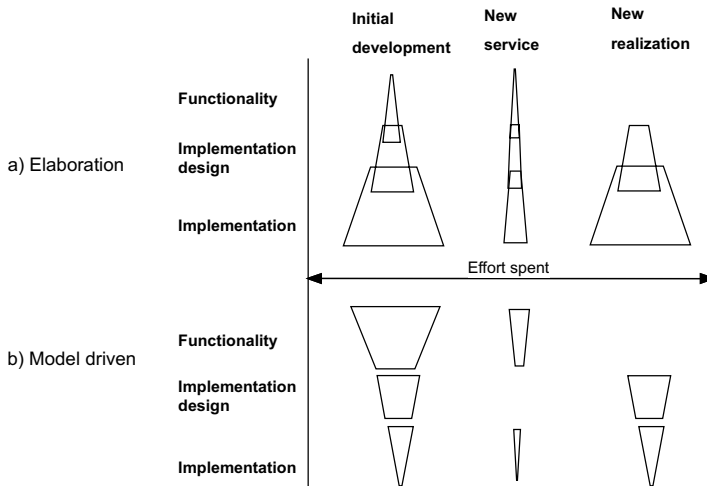 Initial
development
New
service
New
realization
a) Elaboration
Functionality
Implementation
design
Implementation
Effort spent
b) Model driven
Functionality
Implementation
design
Implementation